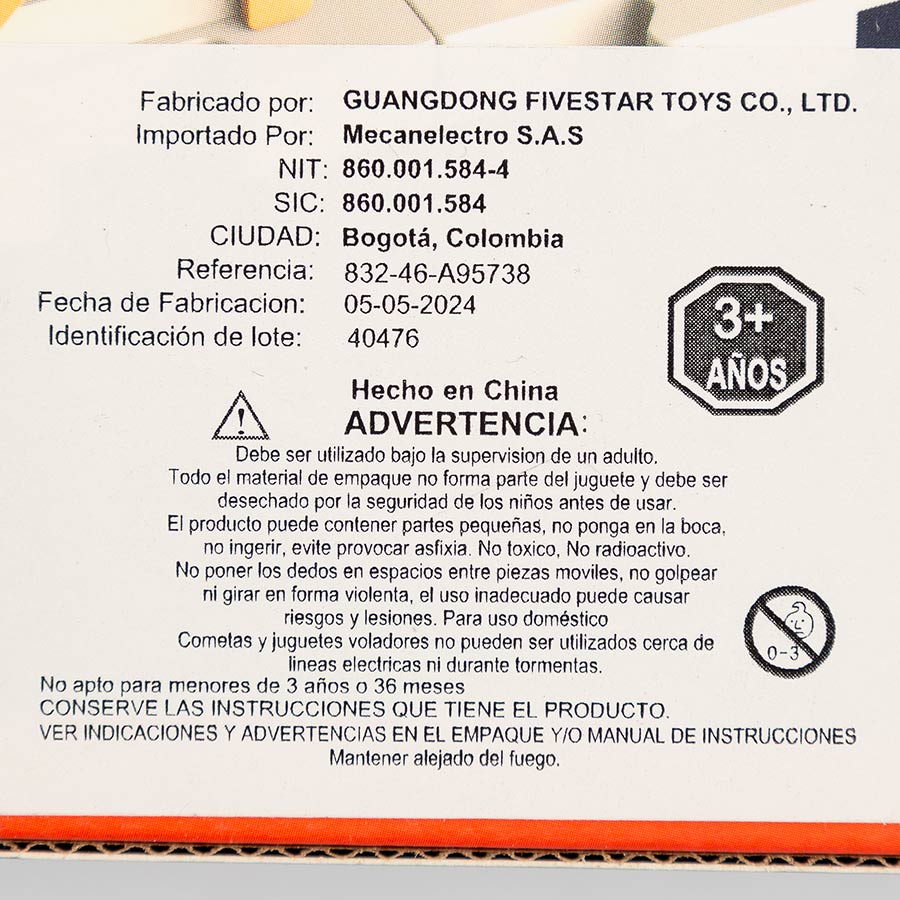 Fabricado por: GUANGDONG FIVESTAR TOYS CO., LTD.
Importado Por: Mecanelectro S.A.S
NIT: 860.001.584-4
SIC: 860.001.584
CIUDAD: Bogotá, Colombia
Referencia: 832-46-A95738
Fecha de Fabricacion: 05-05-2024
Identificación de lote: 40476
3+
AÑOS
Hecho en China
ADVERTENCIA:
Debe ser utilizado bajo la supervision de un adulto.
Todo el material de empaque no forma parte del juguete y debe ser
desechado por la seguridad de los niños antes de usar.
El producto puede contener partes pequeñas, no ponga en la boca,
no ingerir, evite provocar asfixia. No toxico, No radioactivo.
No poner los dedos en espacios entre piezas moviles, no golpear
ni girar en forma violenta, el uso inadecuado puede causar
riesgos y lesiones. Para uso doméstico
Cometas y juguetes voladores no pueden ser utilizados cerca de
lineas electricas ni durante tormentas.
0-3
No apto para menores de 3 años o 36 meses
CONSERVE LAS INSTRUCCIONES QUE TIENE EL PRODUCTO.
VER INDICACIONES Y ADVERTENCIAS EN EL EMPAQUE Y/O MANUAL DE INSTRUCCIONES
Mantener alejado del fuego.